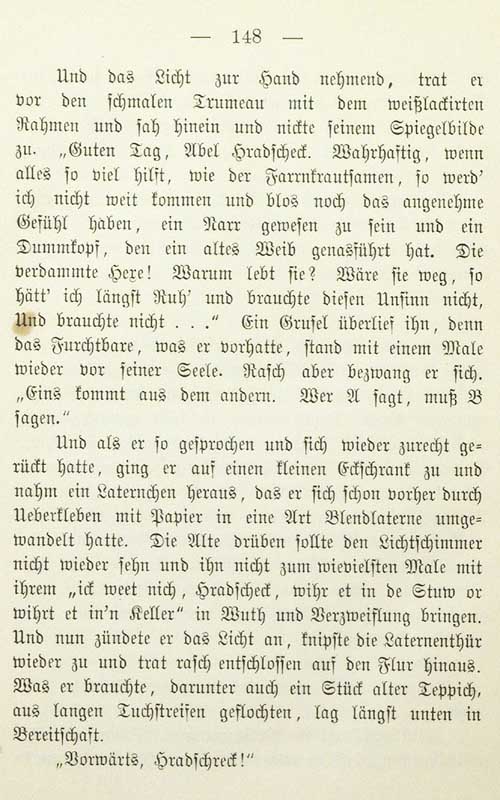 — 148 —
Und das Licht zur Hand nehmend, trat er
vor den schmalen Trumeau mit dem weißlackirten
Rahmen und sah hinein und nickte seinem Spiegelbilde
zu. „Guten Tag, Abel Hradscheck. Wahrhaftig, wenn
alles so viel hilft, wie der Farrnkrautsamen, so werd'
ich nicht weit kommen und blos noch das angenehme
Gefühl haben, ein Narr gewesen zu sein und ein
Dummkopf, den ein altes Weib genasführt hat. Die
verdammte Hexe! Warum lebt sie? Wäre sie weg, so
hätt' ich längst Ruh' und brauchte diesen Unsinn nicht,
Und brauchte nicht . . .“ Ein Grusel überlief ihn, denn
das Furchtbare, was er vorhatte, stand mit einem Male
wieder vor seiner Seele. Rasch aber bezwang er sich.
„Eins kommt aus dem andern. Wer A sagt, muß B
sagen.“
Und als er so gesprochen und sich wieder zurecht ge-
rückt hatte, ging er auf einen kleinen Eckschrank zu und
nahm ein Laternchen heraus, das er sich schon vorher durch
Ueberkleben mit Papier in eine Art Blendlaterne umge-
wandelt hatte. Die Alte drüben sollte den Lichtschimmer
nicht wieder sehn und ihn nicht zum wievielsten Male mit
ihrem „ick weet nich, Hradscheck, wihr et in de Stuw or
wihrt et in'n Keller“ in Wuth und Verzweiflung bringen.
Und nun zündete er das Licht an, knipste die Laternenthür
wieder zu und trat rasch entschlossen auf den Flur hinaus.
Was er brauchte, darunter auch ein Stück alter Teppich,
aus langen Tuchstreifen geflochten, lag längst unten in
Bereitschaft.
„Vorwärts, Hradschreck!“